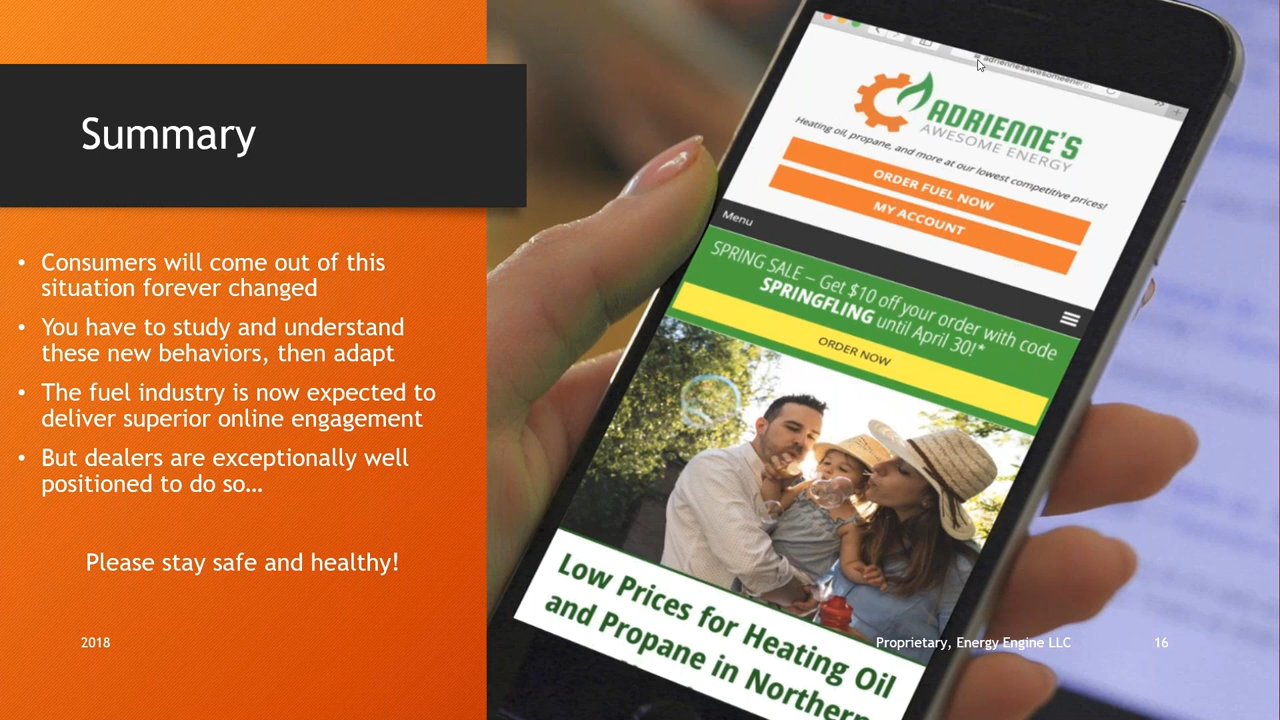 Summary
• Consumers will come out of this
situation forever changed
• You have to study and understand
these new behaviors, then adapt
• The fuel industry is now expected to
deliver superior online engagement
• But dealers are exceptionally well
positioned to do so...
Please stay safe and healthy!
2018
adriennesawesomeenergy
ADRIENNE'S
AWESOME ENERGY
Heating oil, propane, and more at our lowest competitive prices!
ORDER FUEL NOW
MY ACCOUNT
Menu
SPRING SALE – Get $10 off your order with code
SPRINGFLING until April 30!*
ORDER NOW
Low Prices for Heating Oil
and Propane in Northern
Proprietary, Energy Engine LLC
16